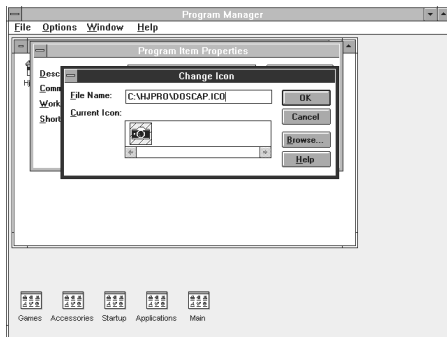 Program Manager
File Options Window Help
Program Item Properties
Desc
Comm
Work
Short
Change Icon
File Name: C:\HJPRO\DOSCAP.ICO OK
Current Icon: Cancel
Browse...
Help
Games Accessories Startup Applications Main